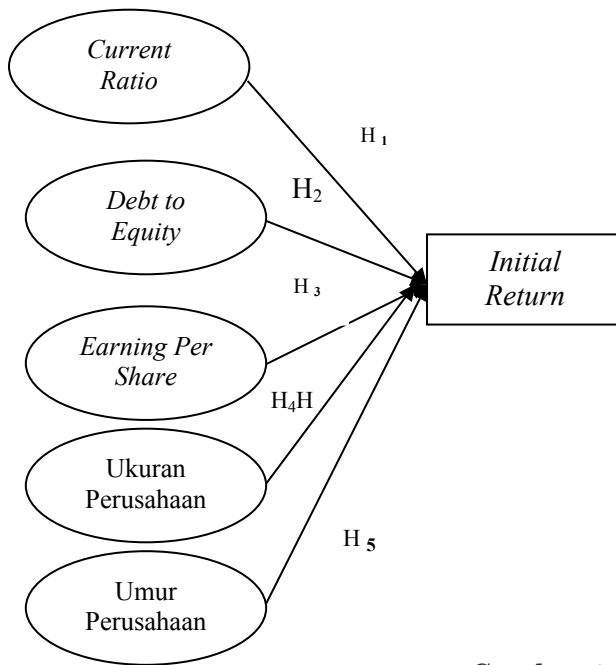 Current
Ratio
H 1
Debt to
Equity
H2
Initial
Return
H 3
Earning Per
Share
H4H
Ukuran
Perusahaan
H 5
Umur
Perusahaan